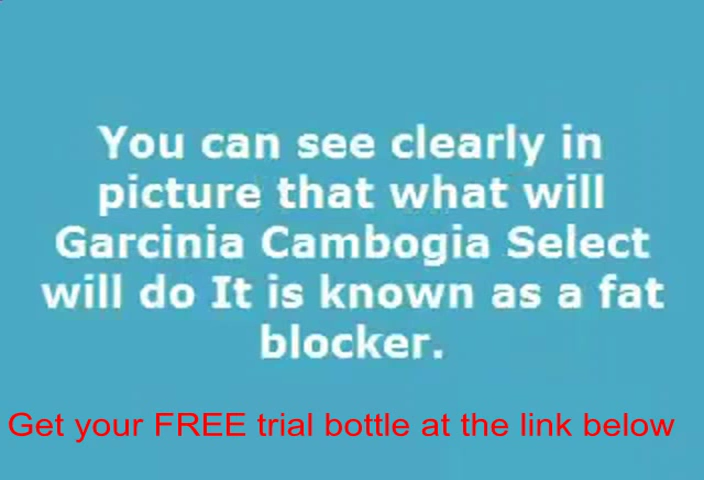 You can see clearly in
picture that what will
Garcinia Cambogia Select
will do It is known as a fat
blocker.
Get your FREE trial bottle at the link below